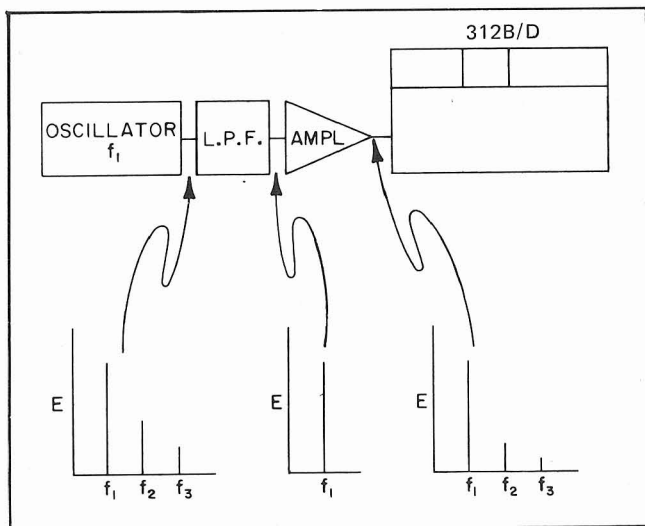 312B/D
OSCILLATOR
f₁
L.P.F.
AMPL
E
f₁ f₂ f₃
E
f₁
E
f₁ f₂ f₃